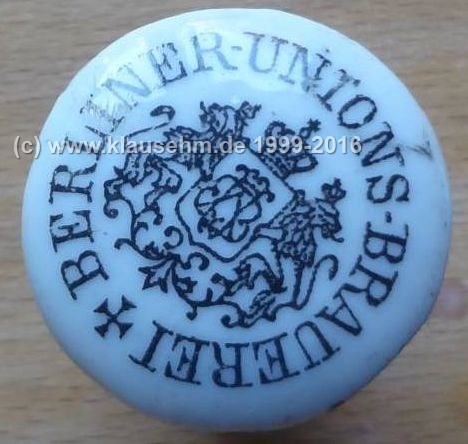 BERLINER-UNIONS-BRAUEREI
(c) www.klausehm.de 1999-2016